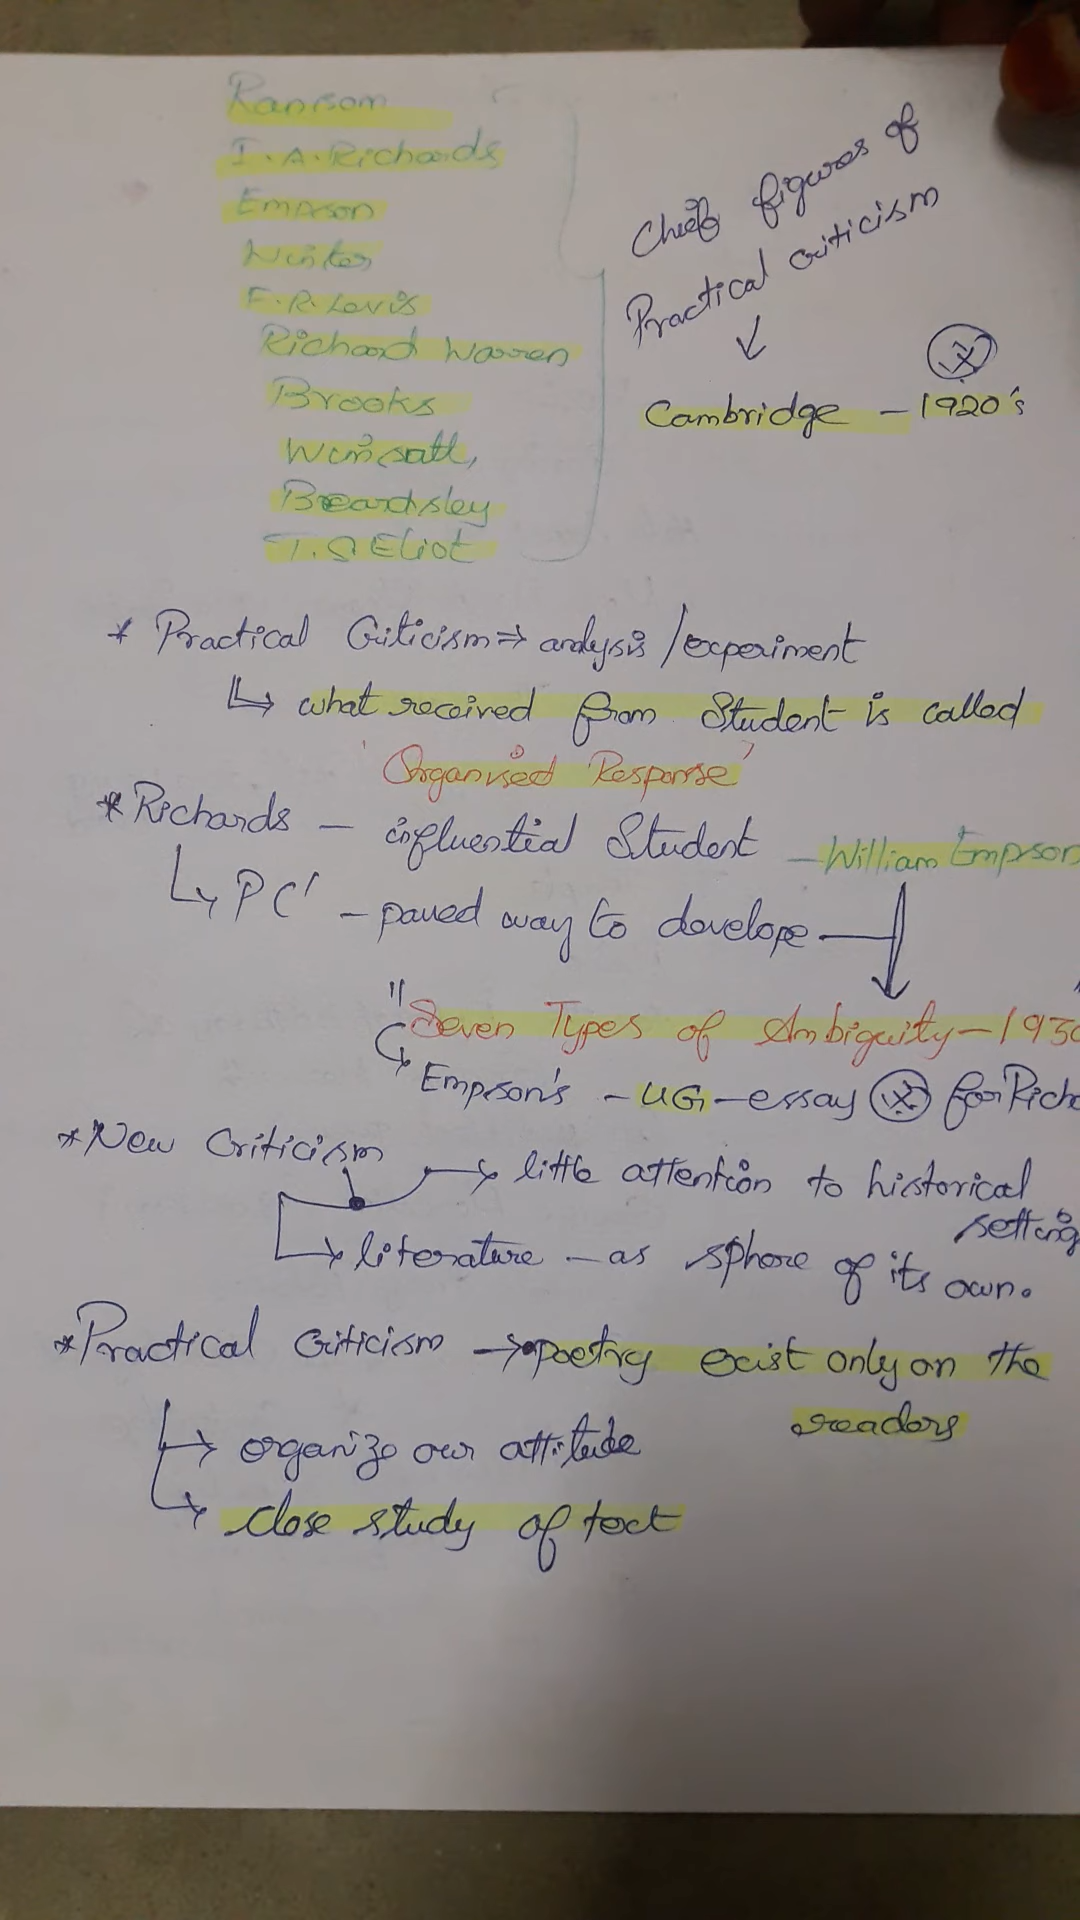 Ransom
I.A.Richards
Empson
Winter
F.R.Lavis
Richard Warren
Brooks
Wimsatt,
Beardsley
T.S Eliot
Chief figures of
Practical criticism
Cambridge - 1920's
* Practical Criticism ⇒ analysis/experiment
↳ what received from Student is called
'Organised Response'
* Richards - influential Student - William Empson
↳ PC' - paved way to develope
"Seven Types of Ambiguity - 193
↳ Empson's - UG - essay for Rich
* New Criticism → little attention to historical
setting
↳ literature - as sphere of its own.
* Practical criticism → poetry exist only on the
readers
→ organize our attitude
↳ close study of text